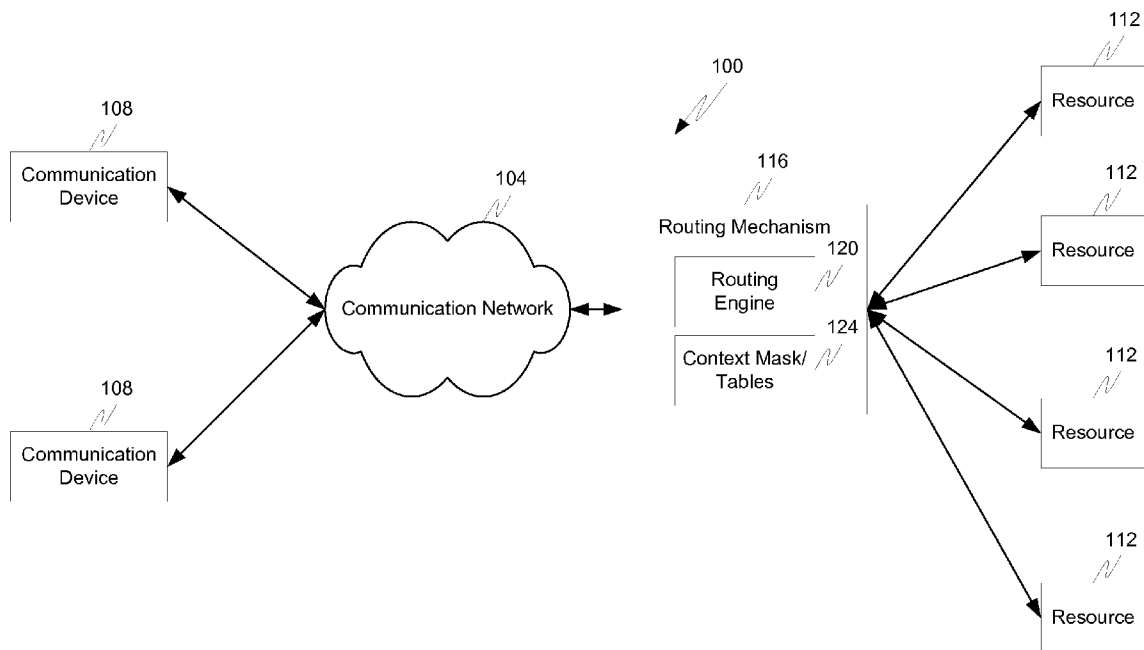 108
Communication
Device
108
Communication
Device
104
Communication Network
100
116
Routing Mechanism
120
Routing
Engine
124
Context Mask/
Tables
112
Resource
112
Resource
112
Resource
112
Resource